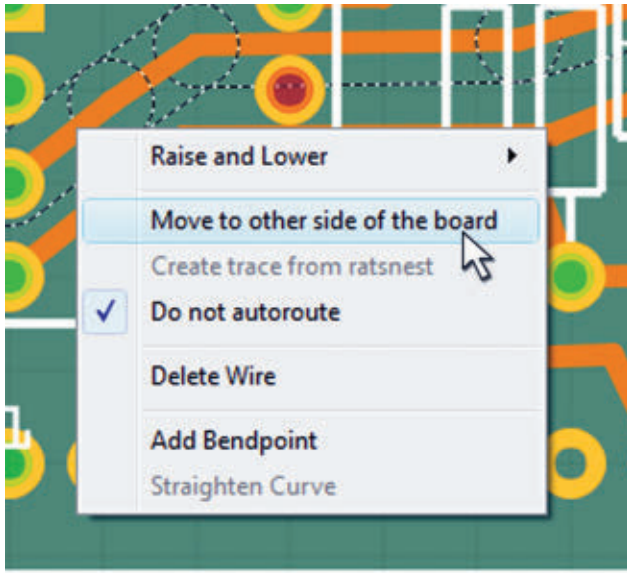 Raise and Lower
Move to other side of the board
Create trace from ratsnest
Do not autoroute
Delete Wire
Add Bendpoint
Straighten Curve